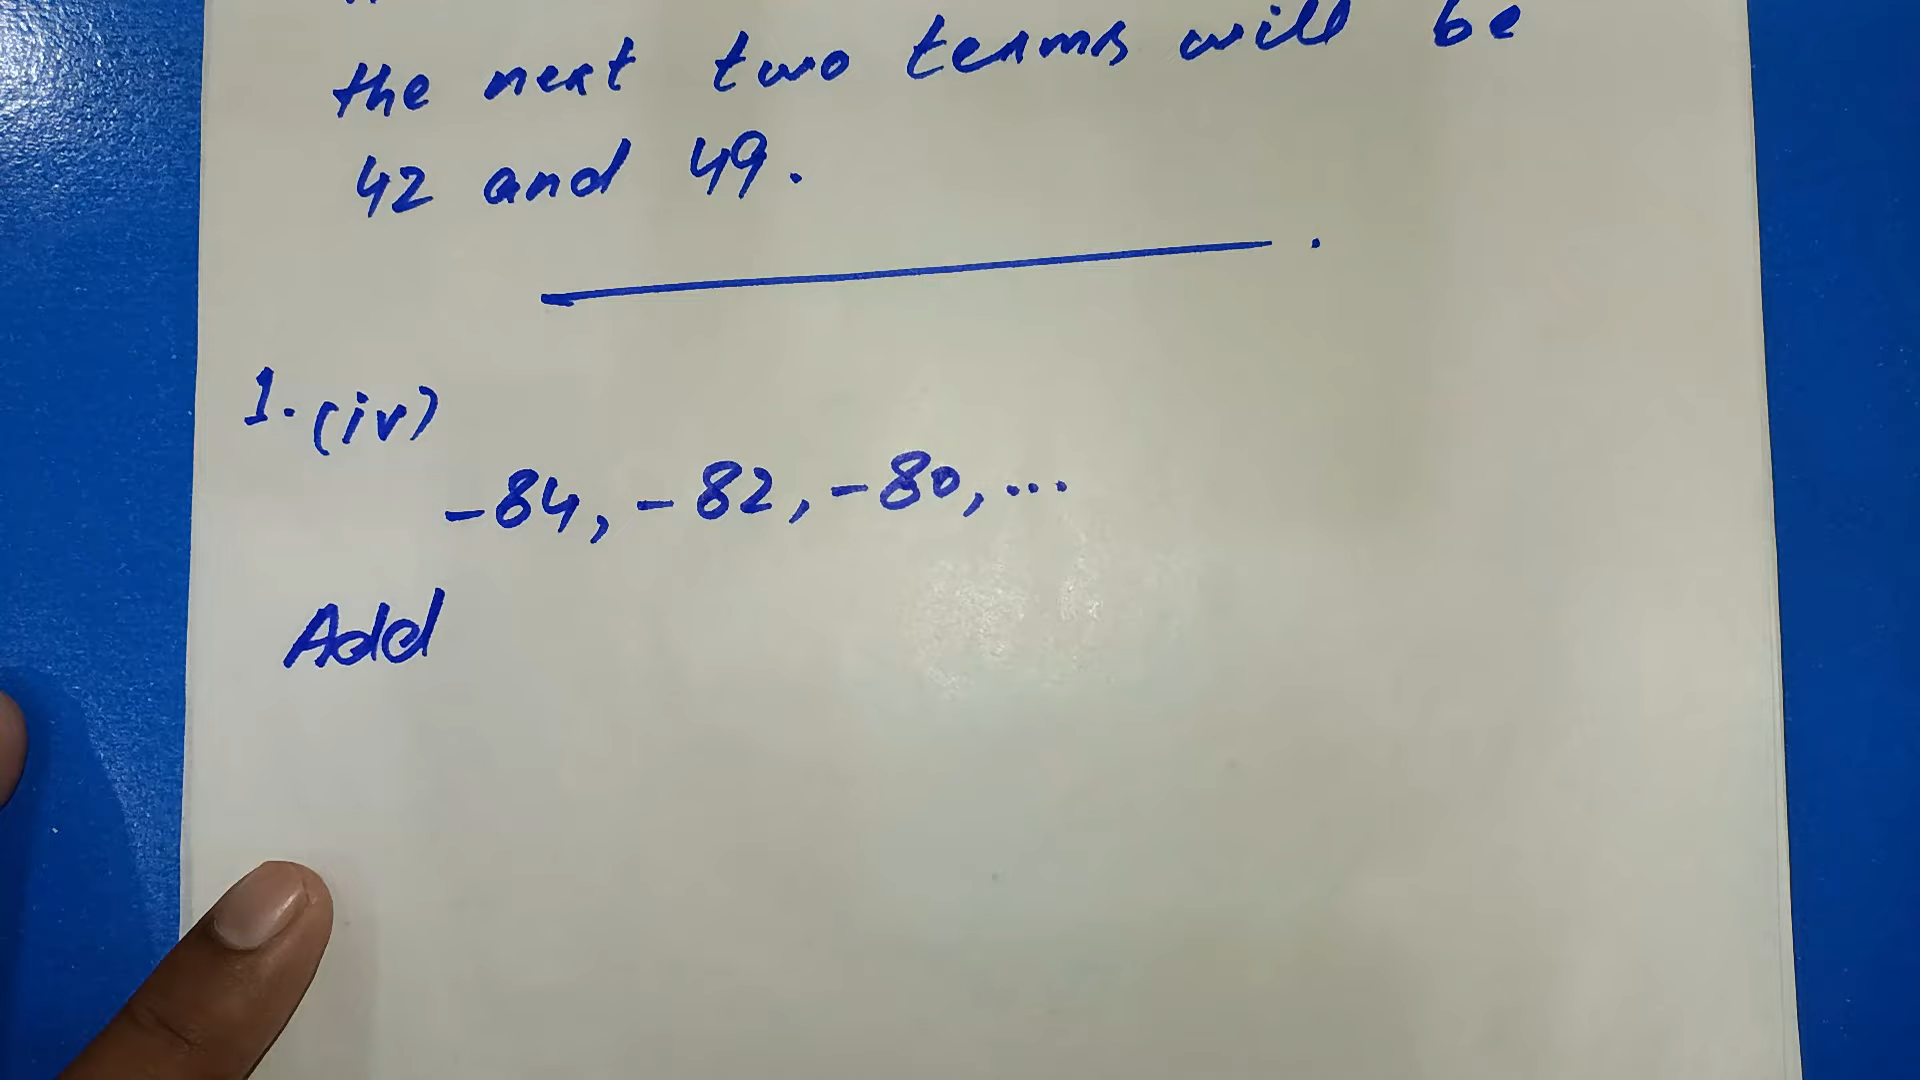 the next two terms will be
42 and 49.
1. (iv)
-84, -82, -80, ...
Add